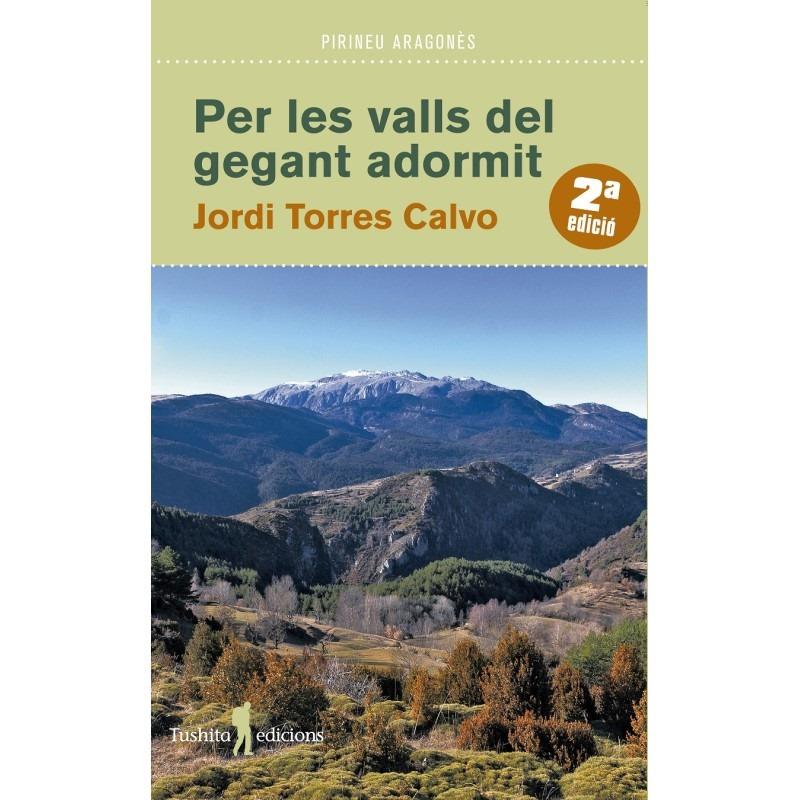 PIRINEU ARAGONÈS
Per les valls del
gegant adormit
Jordi Torres Calvo
2ª
edició
Tushita edicions